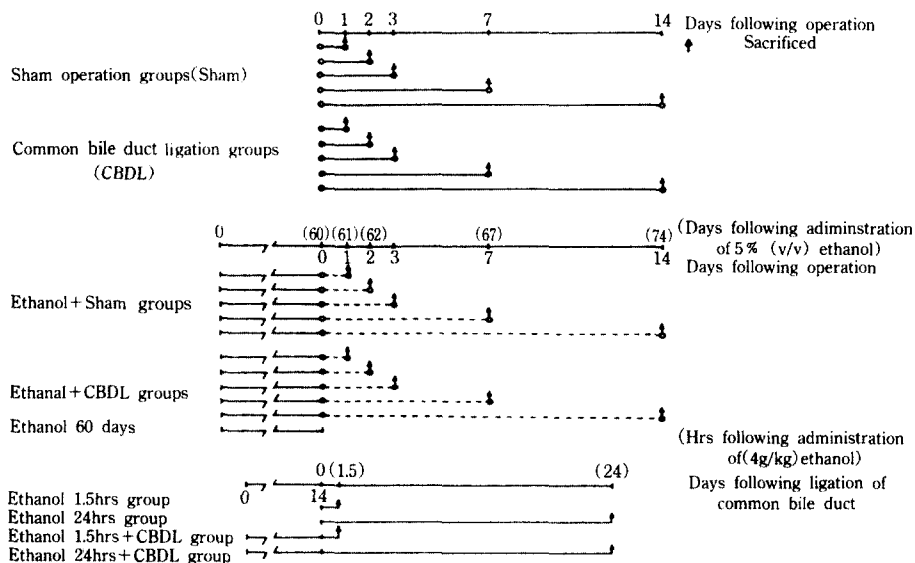 0 1 2 3 7 14 Days following operation
Sacrificed
Sham operation groups(Sham)
Common bile duct ligation groups
(CBDL)
0 (60) (61) (62) (67) (74) (Days following adiminstration
of 5% (v/v) ethanol)
0 1 2 3 7 14 Days following operation
Ethanol+Sham groups
Ethanal+CBDL groups
Ethanol 60 days
(Hrs following administration
of(4g/kg)ethanol)
0 (1.5) (24)
0 14 Days following ligation of
common bile duct
Ethanol 1.5hrs group
Ethanol 24hrs group
Ethanol 1.5hrs+CBDL group
Ethanol 24hrs+CBDL group